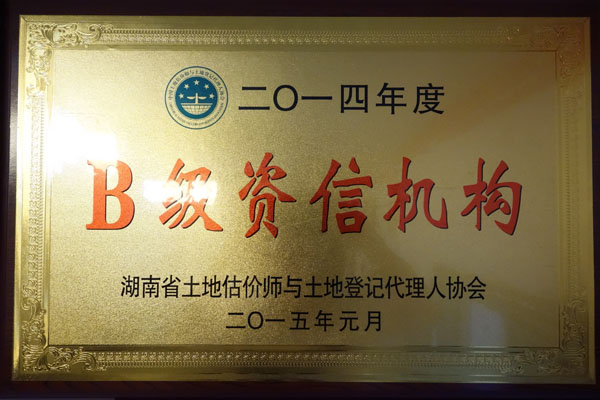 二〇一四年度
B级资信机构
湖南省土地估价师与土地登记代理人协会
二〇一五年元月